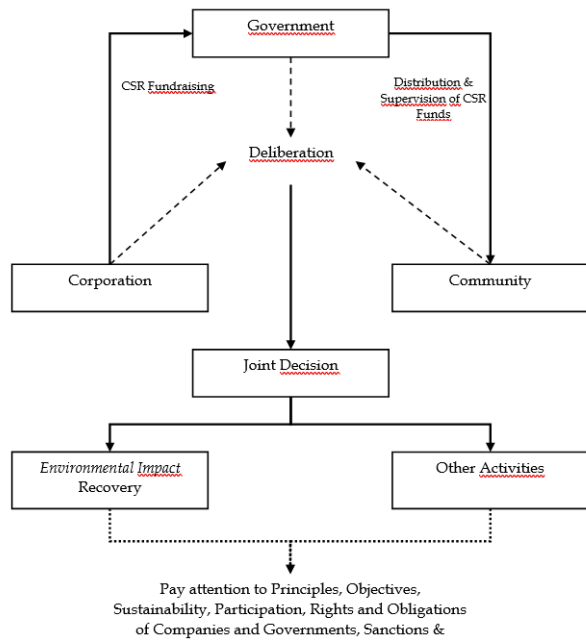 Government
CSR Fundraising
Distribution &
Supervision of CSR
Funds
Deliberation
Corporation
Community
Joint Decision
Environmental Impact
Recovery
Other Activities
Pay attention to Principles, Objectives,
Sustainability, Participation, Rights and Obligations
of Companies and Governments, Sanctions &